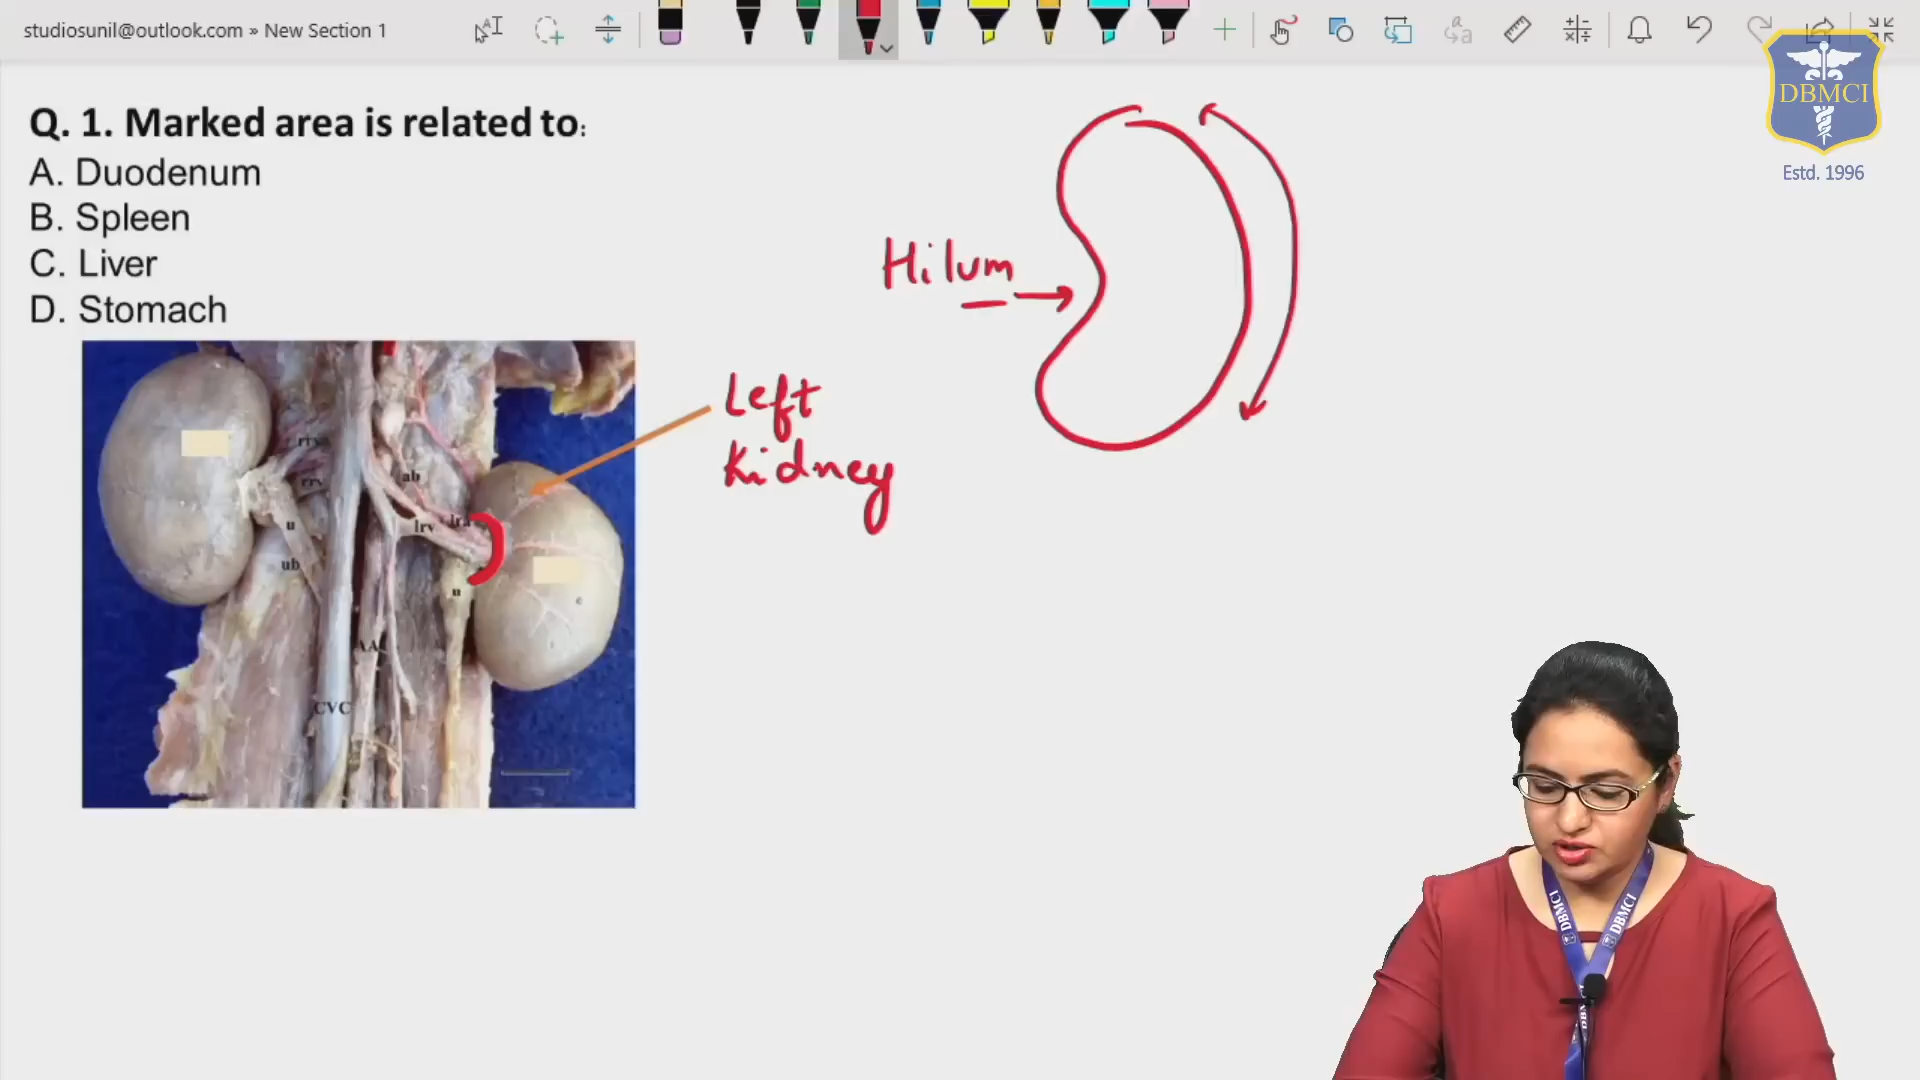 studiosunil@outlook.com » New Section 1
DBMCI
Estd. 1996
Q. 1. Marked area is related to:
A. Duodenum
B. Spleen
C. Liver
D. Stomach
Hilum
Left
Kidney
rrv
ab
lrv
lra
u
ub
u
c
AA
CVC
DBMCI
DBMCI